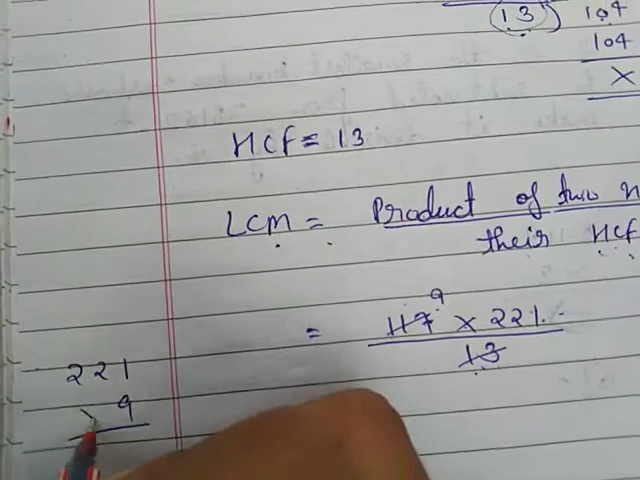 13) 104
104
x
HCF = 13
LCM = Product of two
their HCF
9
= 117 x 221
13
221
x 9